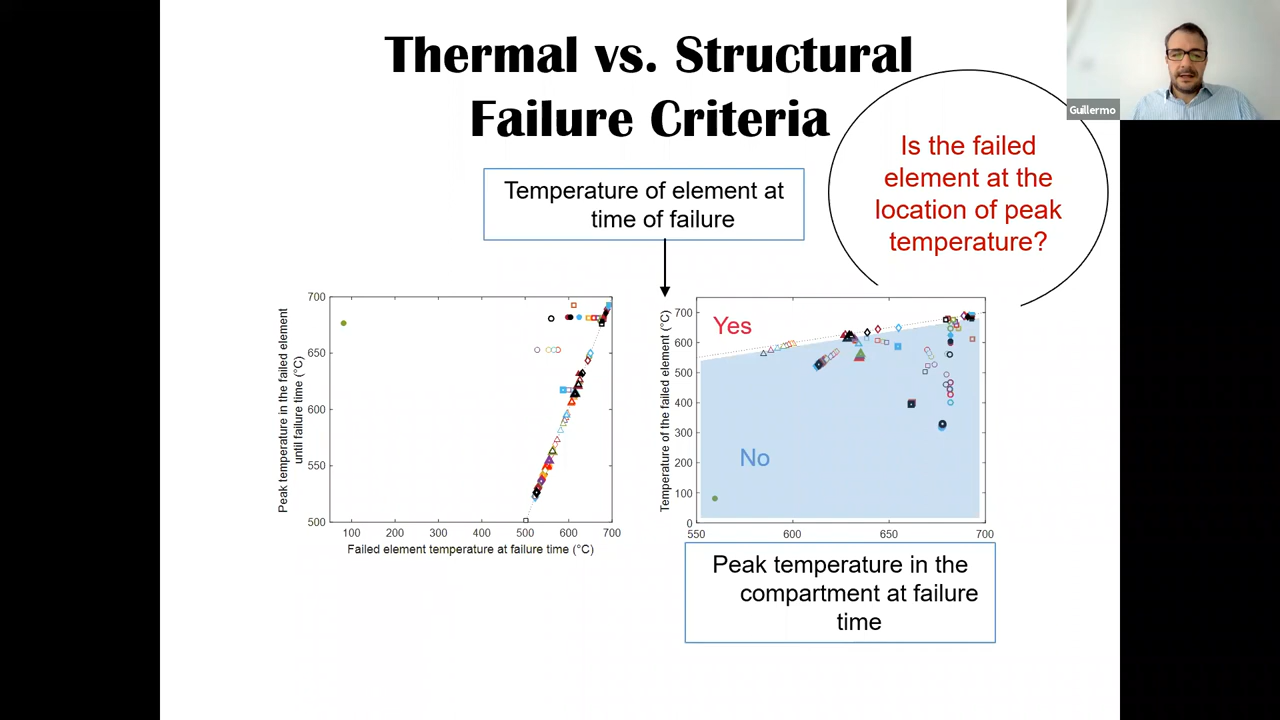 Thermal vs. Structural
Failure Criteria
Guillermo
Is the failed
element at the
location of peak
temperature?
Temperature of element at
time of failure
Peak temperature in the failed element
until failure time (°C)
700
650
600
550
500
100
200
300
400
500
600
700
Failed element temperature at failure time (°C)
Temperature of the failed element (°C)
700
600
500
400
300
200
100
0
Yes
No
550
600
650
700
Peak temperature in the
compartment at failure
time